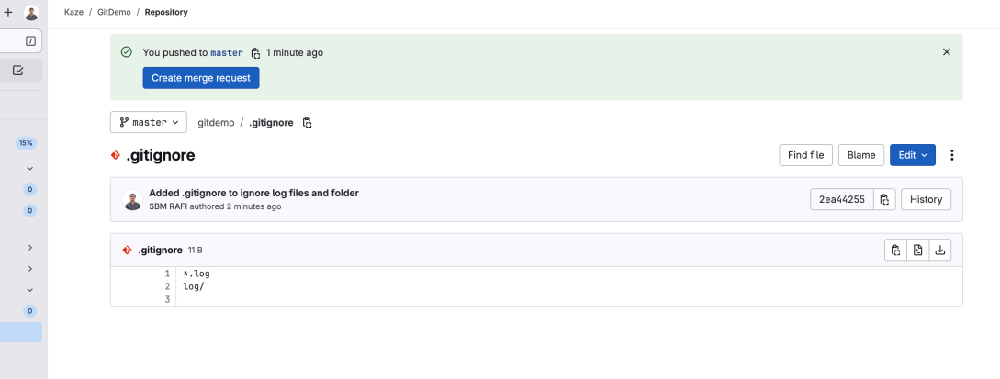 Kaze / GitDemo / Repository
You pushed to master 1 minute ago
Create merge request
master
gitdemo / .gitignore
15%
.gitignore
Find file
Blame
Edit
0
0
Added .gitignore to ignore log files and folder
SBM RAFI authored 2 minutes ago
2ea44255
History
.gitignore 11 B
1 *.log
2 log/
3
0